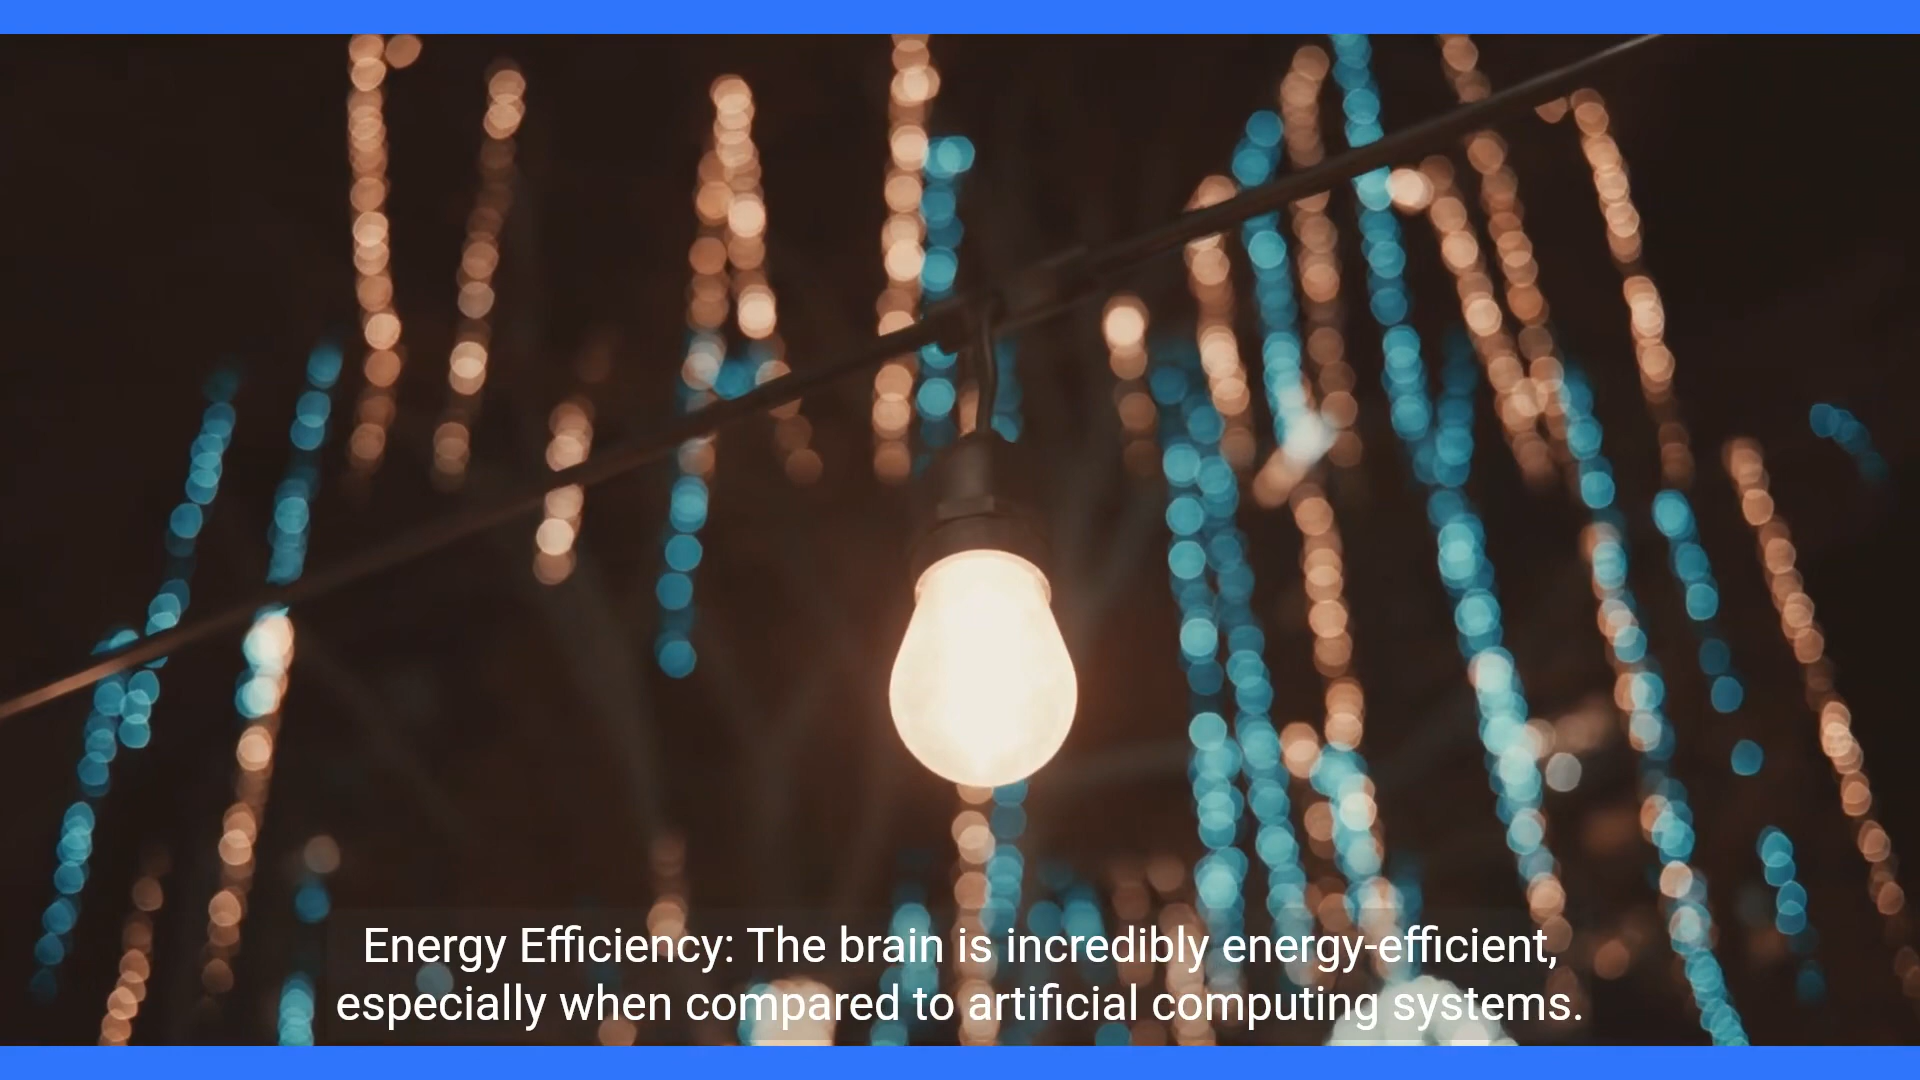 Energy Efficiency: The brain is incredibly energy-efficient,
especially when compared to artificial computing systems.